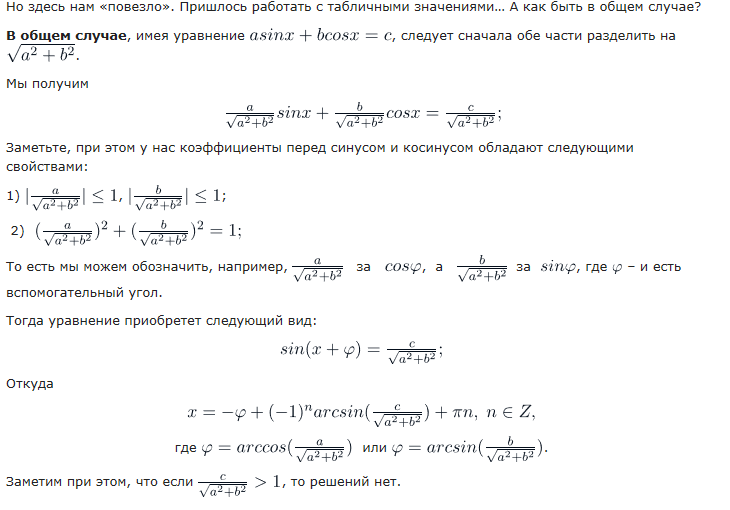 Но здесь нам «повезло». Пришлось работать с табличными значениями… А как быть в общем случае?
В общем случае, имея уравнение $asinx + bcosx = c$, следует сначала обе части разделить на
$\sqrt{a^2+b^2}$.
Мы получим
$\frac{a}{\sqrt{a^2+b^2}}sinx + \frac{b}{\sqrt{a^2+b^2}}cosx = \frac{c}{\sqrt{a^2+b^2}};$
Заметьте, при этом у нас коэффициенты перед синусом и косинусом обладают следующими
свойствами:
1) $|\frac{a}{\sqrt{a^2+b^2}}| \leq 1$, $|\frac{b}{\sqrt{a^2+b^2}}| \leq 1$;
2) $(\frac{a}{\sqrt{a^2+b^2}})^2 + (\frac{b}{\sqrt{a^2+b^2}})^2 = 1;$
То есть мы можем обозначить, например, $\frac{a}{\sqrt{a^2+b^2}}$ за $cos\varphi$, а $\frac{b}{\sqrt{a^2+b^2}}$ за $sin\varphi$, где $\varphi$ – и есть
вспомогательный угол.
Тогда уравнение приобретет следующий вид:
$sin(x + \varphi) = \frac{c}{\sqrt{a^2+b^2}};$
Откуда
$x = -\varphi + (-1)^n arcsin(\frac{c}{\sqrt{a^2+b^2}}) + \pi n, \; n \in Z,$
где $\varphi = arccos(\frac{a}{\sqrt{a^2+b^2}})$ или $\varphi = arcsin(\frac{b}{\sqrt{a^2+b^2}})$.
Заметим при этом, что если $\frac{c}{\sqrt{a^2+b^2}} > 1$, то решений нет.